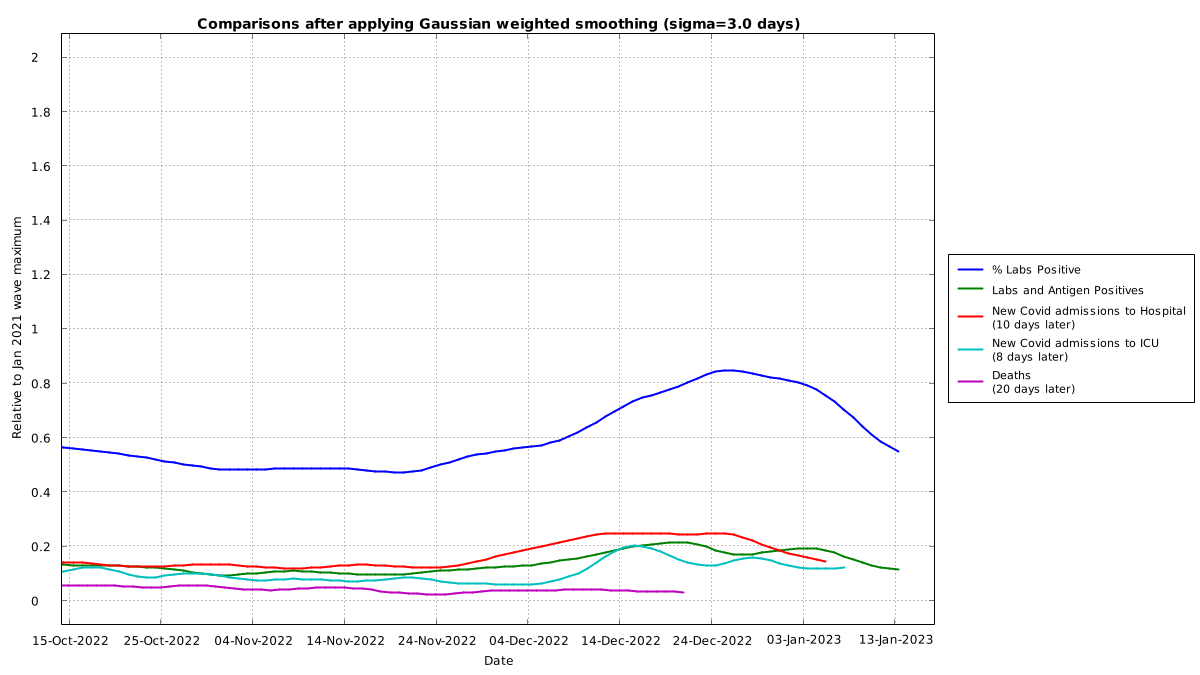 Comparisons after applying Gaussian weighted smoothing (sigma=3.0 days)
Relative to Jan 2021 wave maximum
2
1.8
1.6
1.4
1.2
1
0.8
0.6
0.4
0.2
0
15-Oct-2022 25-Oct-2022 04-Nov-2022 14-Nov-2022 24-Nov-2022 04-Dec-2022 14-Dec-2022 24-Dec-2022 03-Jan-2023 13-Jan-2023
Date
% Labs Positive
Labs and Antigen Positives
New Covid admissions to Hospital
(10 days later)
New Covid admissions to ICU
(8 days later)
Deaths
(20 days later)